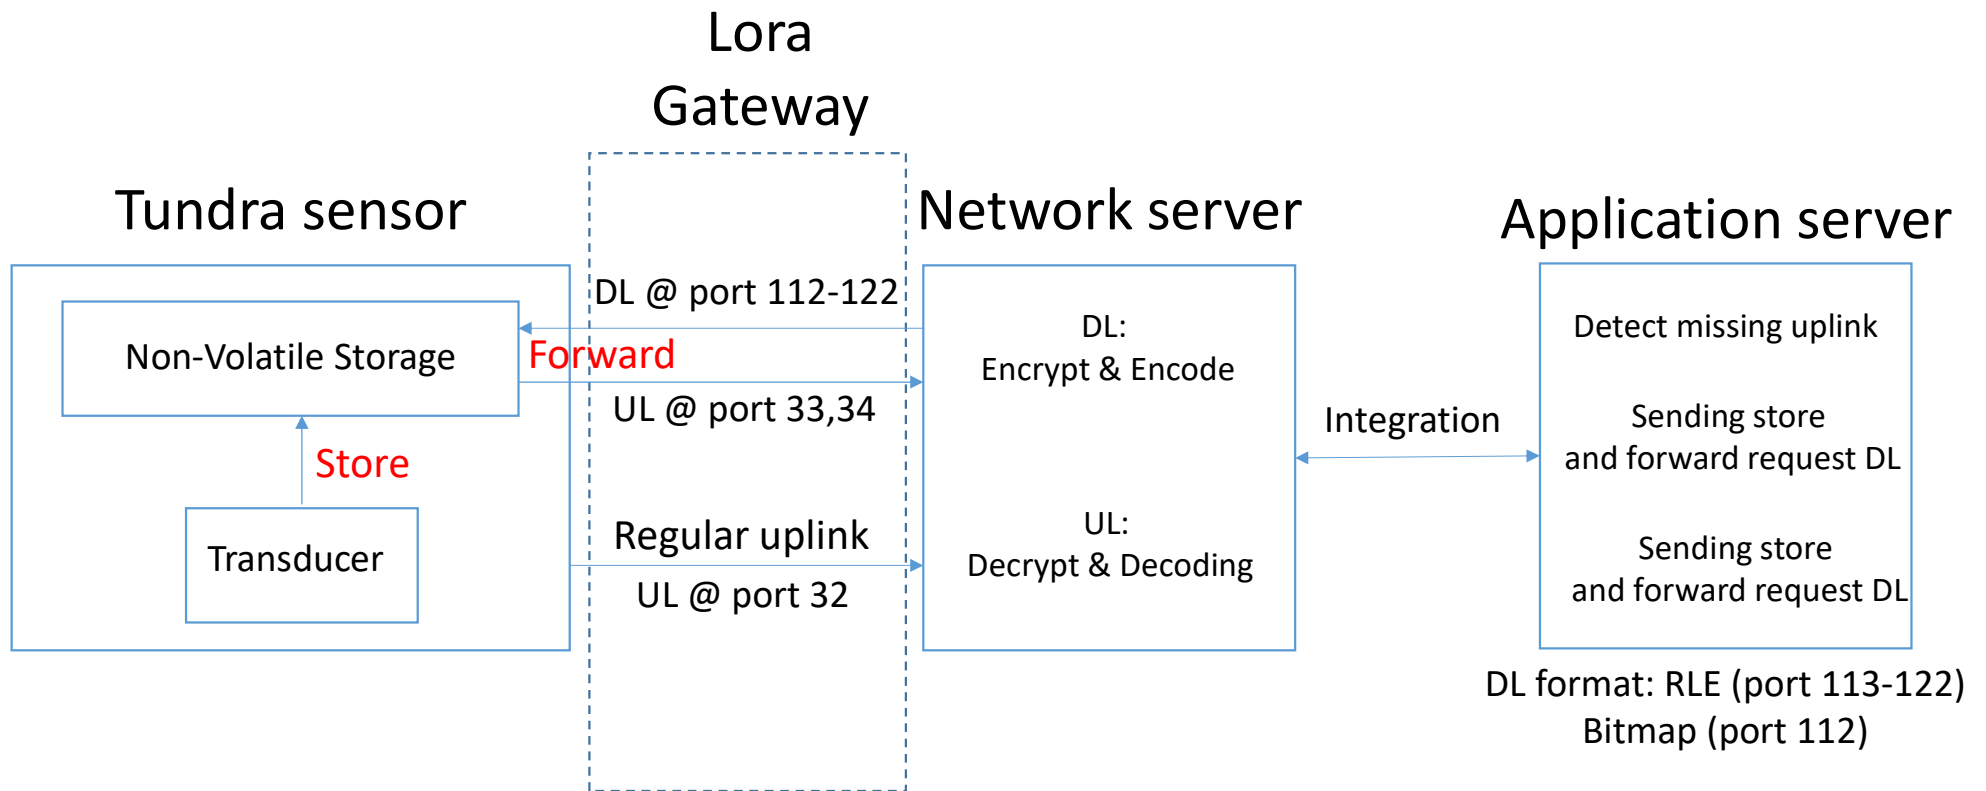 Lora
Gateway
Tundra sensor
Network server
Application server
Non-Volatile Storage
Store
Transducer
DL @ port 112-122
Forward
UL @ port 33,34
Regular uplink
UL @ port 32
DL:
Encrypt & Encode
UL:
Decrypt & Decoding
Integration
Detect missing uplink
Sending store
and forward request DL
Sending store
and forward request DL
DL format: RLE (port 113-122)
Bitmap (port 112)